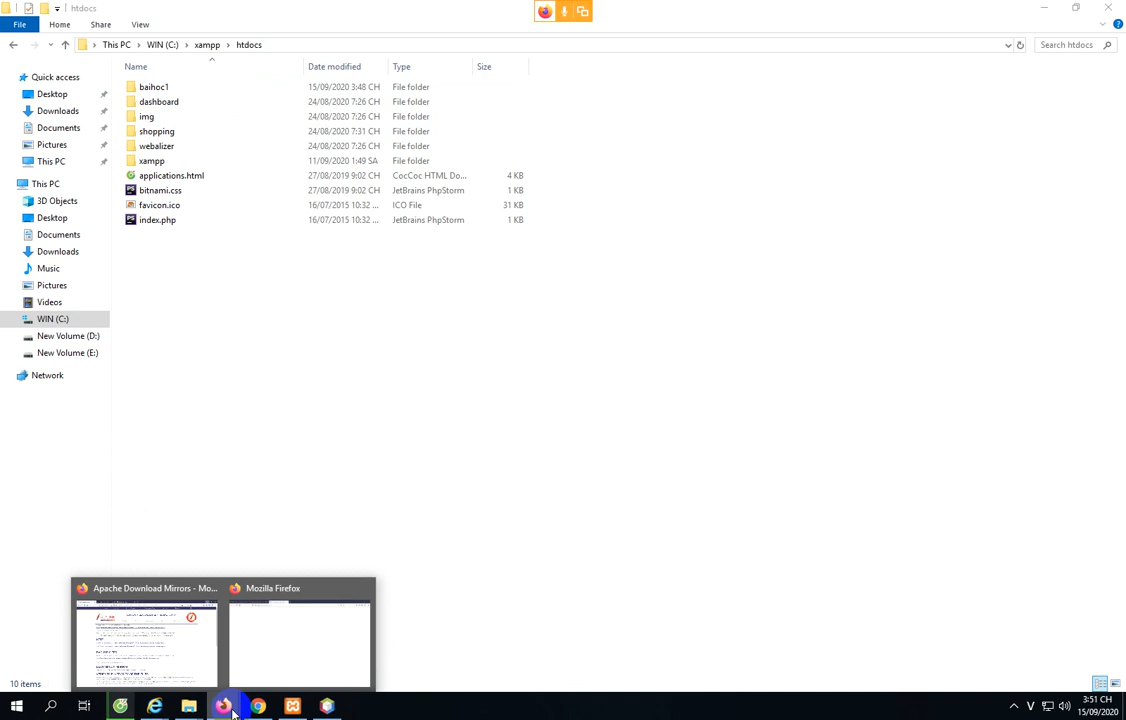 htdocs
File Home Share View
This PC WIN (C:) xampp htdocs Search htdocs
Name Date modified Type Size
Quick access
Desktop
Downloads
Documents
Pictures
This PC
This PC
3D Objects
Desktop
Documents
Downloads
Music
Pictures
Videos
WIN (C:)
New Volume (D:)
New Volume (E:)
Network
baihoc1 15/09/2020 3:48 CH File folder
dashboard 24/08/2020 7:26 CH File folder
img 24/08/2020 7:26 CH File folder
shopping 24/08/2020 7:31 CH File folder
webalizer 24/08/2020 7:26 CH File folder
xampp 11/09/2020 1:49 SA File folder
applications.html 27/08/2019 9:02 CH CocCoc HTML Do... 4 KB
bitnami.css 27/08/2019 9:02 CH JetBrains PhpStorm 1 KB
favicon.ico 16/07/2015 10:32 ... ICO File 31 KB
index.php 16/07/2015 10:32 ... JetBrains PhpStorm 1 KB
Apache Download Mirrors - Mo... Mozilla Firefox
10 items
V 3:51 CH
15/09/2020